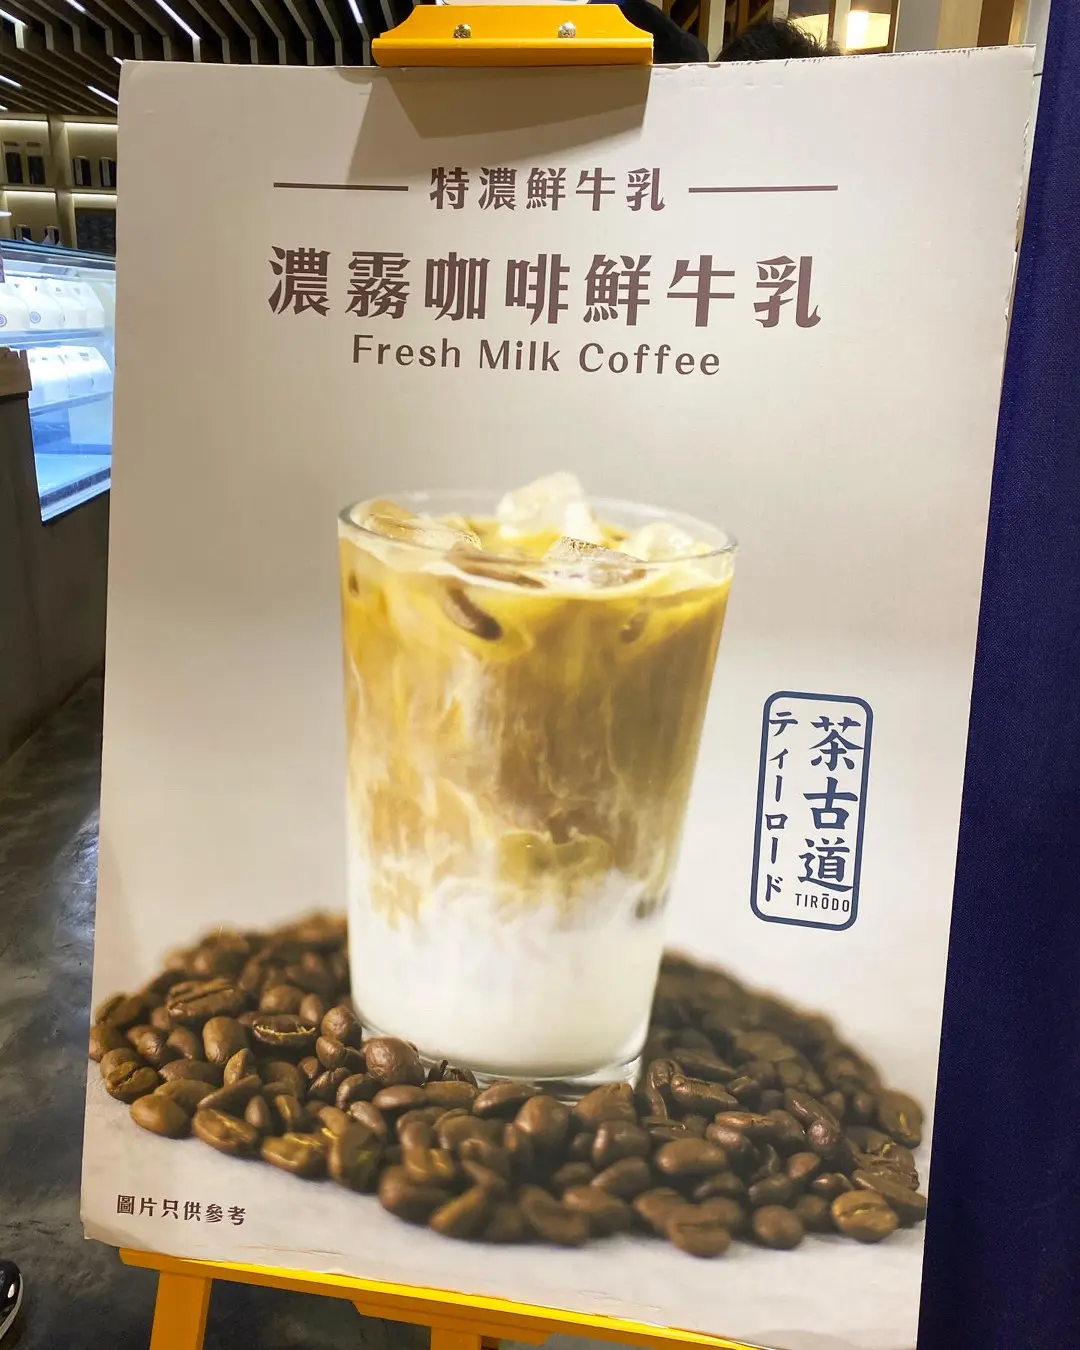 特濃鮮牛乳
濃霧咖啡鮮牛乳
Fresh Milk Coffee
茶古道
ティーロード
TIRŌDO
圖片只供參考